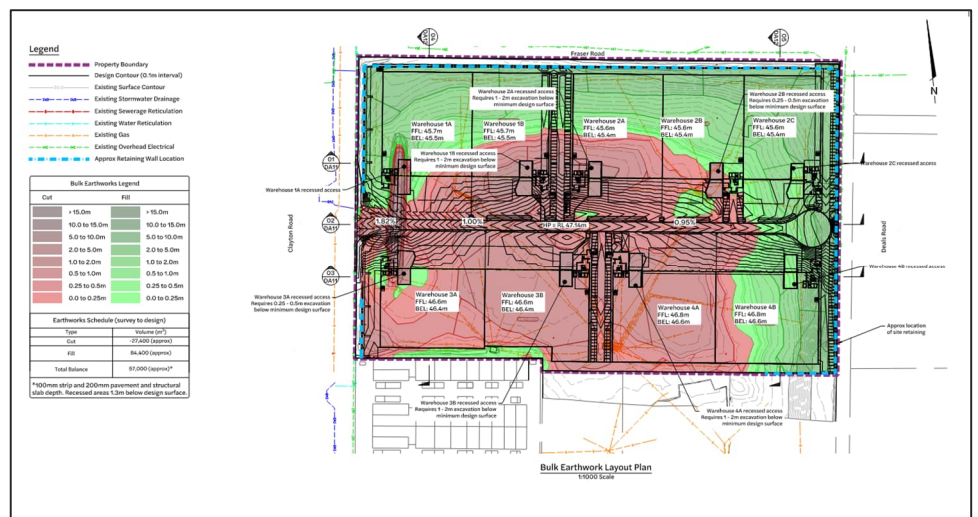 Legend
Property Boundary
Design Contour (0.1m interval)
Existing Surface Contour
Existing Stormwater Drainage
Existing Sewerage Reticulation
Existing Water Reticulation
Existing Gas
Existing Overhead Electrical
Approx Retaining Wall Location
Bulk Earthworks Legend
Cut Fill
>15.0m >15.0m
10.0 to 15.0m 10.0 to 15.0m
5.0 to 10.0m 5.0 to 10.0m
2.0 to 5.0m 2.0 to 5.0m
1.0 to 2.0m 1.0 to 2.0m
0.5 to 1.0m 0.5 to 1.0m
0.25 to 0.5m 0.25 to 0.5m
0.0 to 0.25m 0.0 to 0.25m
Earthworks Schedule (survey to design)
Type Volume (m³)
Cut -27,400 (approx)
Fill 84,400 (approx)
Total Balance 57,000 (approx)*
*100mm strip and 200mm pavement and structural
slab depth. Recessed areas 1.3m below design surface.
04
DA12
05
Fraser Road
N
Warehouse 2A recessed access
Requires 1 - 2m excavation below
minimum design surface
Warehouse 2B recessed access
Requires 0.25 - 0.5m excavation
below minimum design surface
Warehouse 1A
FFL: 45.7m
BEL: 45.5m
Warehouse 1B
FFL: 45.7m
BEL: 45.5m
Warehouse 2A
FFL: 45.6m
BEL: 45.4m
Warehouse 2B
FFL: 45.6m
BEL: 45.4m
Warehouse 2C
FFL: 45.6m
BEL: 45.4m
Warehouse 1B recessed access
Requires 1 - 2m excavation below
minimum design surface
01
DA11
Warehouse 2C recessed access
Warehouse 1A recessed access
02
DA11
Clayton Road
1.82%
1.00%
HP = RL 47.14m
0.95%
Deals Road
03
DA11
Warehouse 4B recessed access
Warehouse 3A recessed access
Requires 0.25 - 0.5m excavation
below minimum design surface
Warehouse 3A
FFL: 46.6m
BEL: 46.4m
Warehouse 3B
FFL: 46.6m
BEL: 46.4m
Warehouse 4A
FFL: 46.8m
BEL: 46.6m
Warehouse 4B
FFL: 46.8m
BEL: 46.6m
Approx location
of site retaining
Warehouse 3B recessed access
Requires 1 - 2m excavation below
minimum design surface
Warehouse 4A recessed access
Requires 1 - 2m excavation below
minimum design surface
Bulk Earthwork Layout Plan
1:1000 Scale